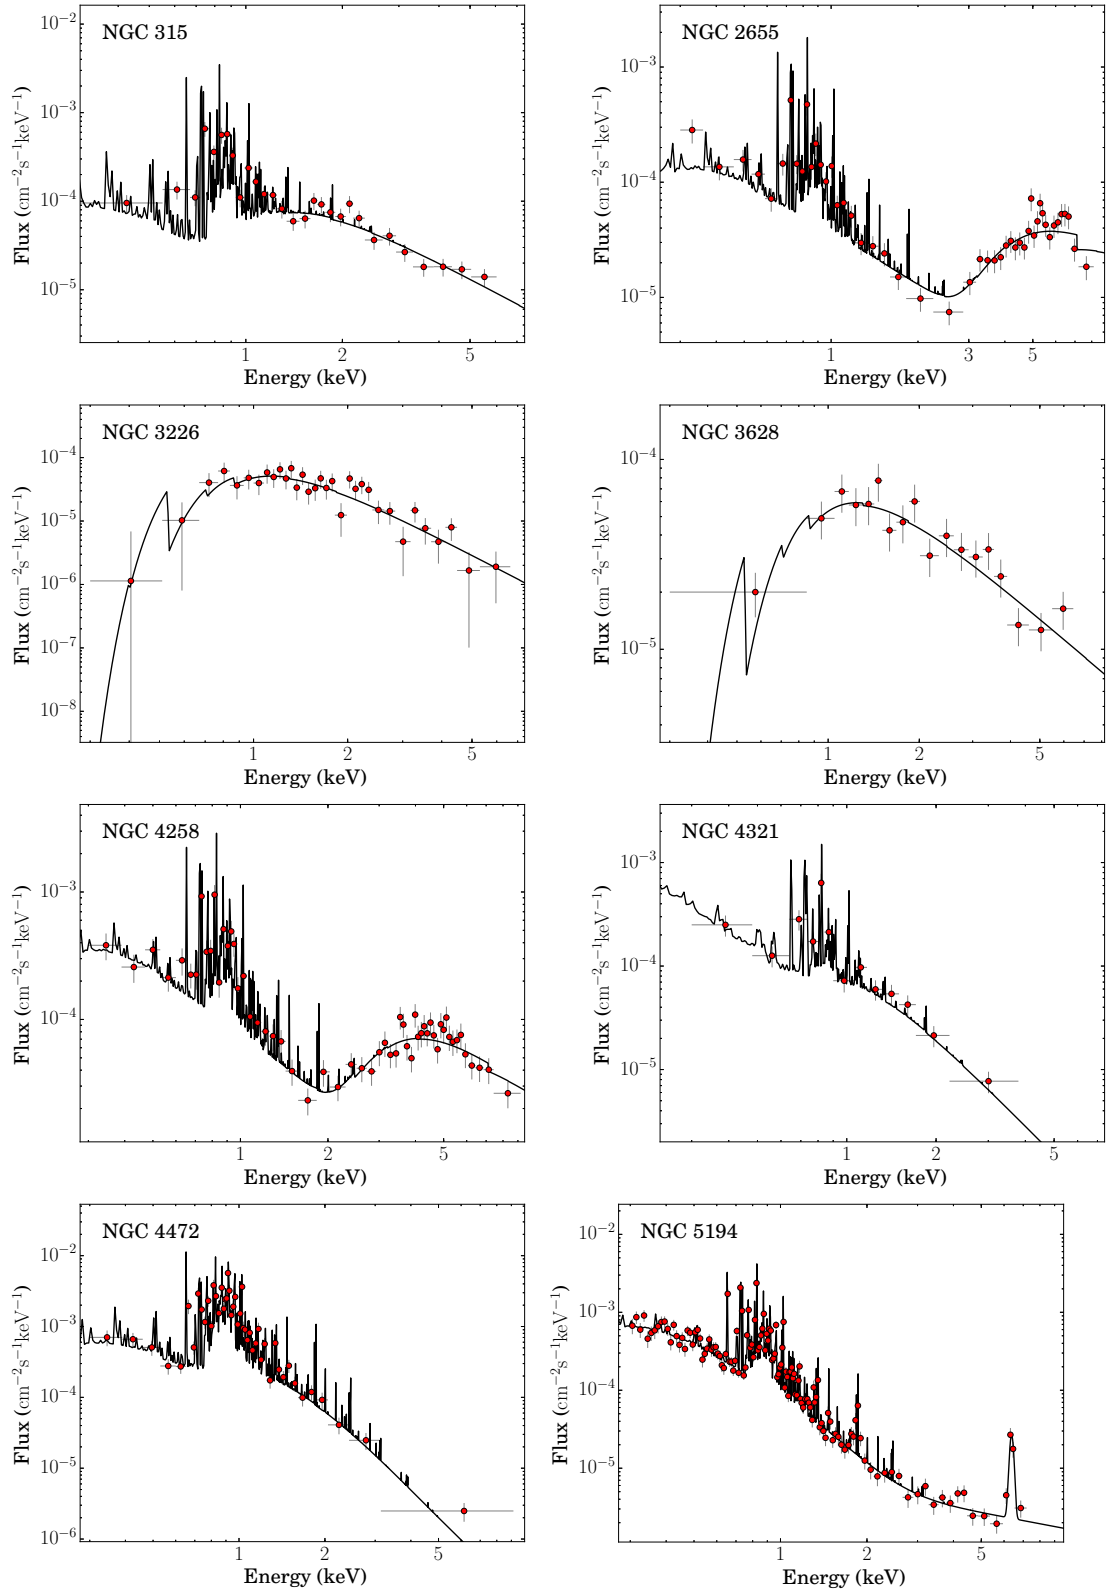 10⁻²
10⁻³
10⁻⁴
10⁻⁵
Flux (cm⁻²s⁻¹keV⁻¹)
NGC 315
1
2
5
Energy (keV)
10⁻³
10⁻⁴
10⁻⁵
Flux (cm⁻²s⁻¹keV⁻¹)
NGC 2655
1
3
5
Energy (keV)
10⁻⁴
10⁻⁵
10⁻⁶
10⁻⁷
10⁻⁸
Flux (cm⁻²s⁻¹keV⁻¹)
NGC 3226
1
2
5
Energy (keV)
10⁻⁴
10⁻⁵
Flux (cm⁻²s⁻¹keV⁻¹)
NGC 3628
1
5
Energy (keV)
10⁻³
10⁻⁴
Flux (cm⁻²s⁻¹keV⁻¹)
NGC 4258
1
2
5
Energy (keV)
10⁻³
10⁻⁴
10⁻⁵
Flux (cm⁻²s⁻¹keV⁻¹)
NGC 4321
1
2
5
Energy (keV)
10⁻²
10⁻³
10⁻⁴
10⁻⁵
10⁻⁶
Flux (cm⁻²s⁻¹keV⁻¹)
NGC 4472
1
2
5
Energy (keV)
10⁻²
10⁻³
10⁻⁴
10⁻⁵
Flux (cm⁻²s⁻¹keV⁻¹)
NGC 5194
1
2
5
Energy (keV)